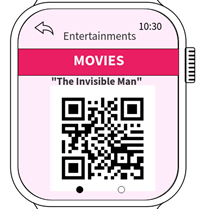 10:30
Entertainments
MOVIES
"The Invisible Man"